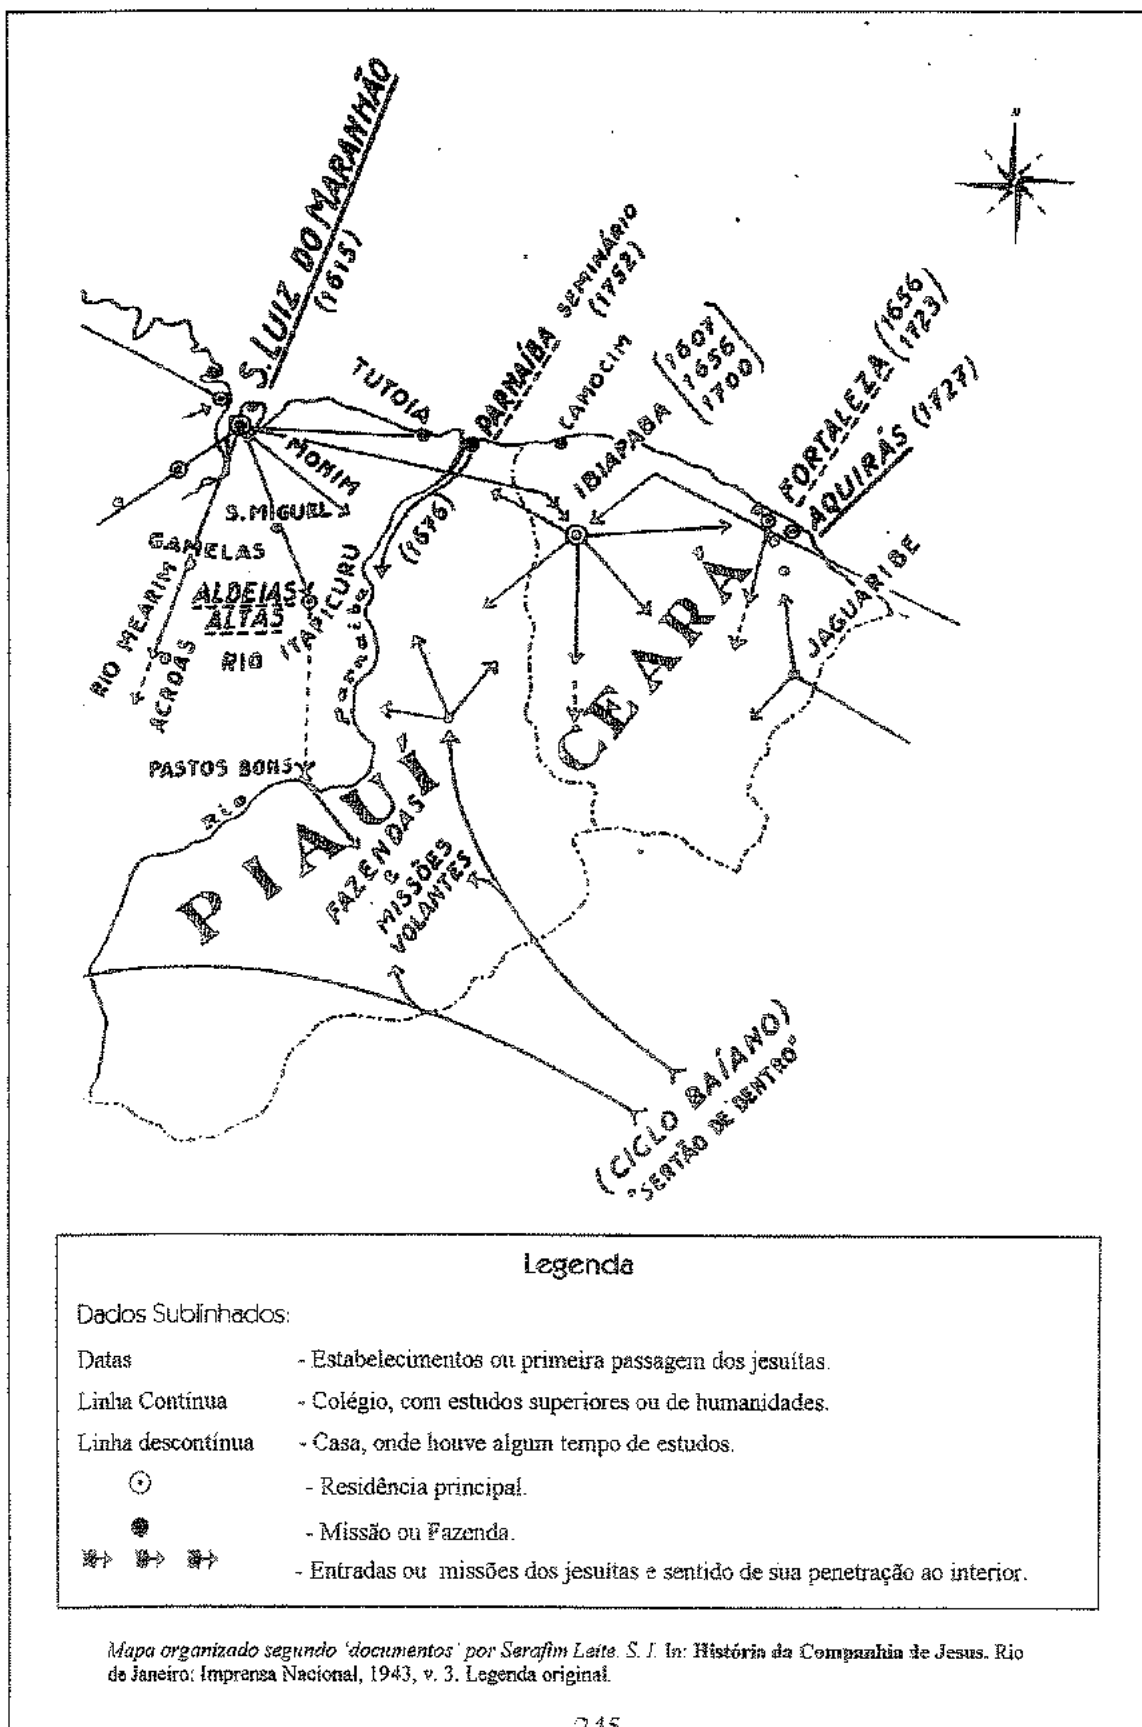 N
S. LUIZ DO MARANHÃO
(1615)
TUTOIA
PARNAÍBA SEMINÁRIO
(1752)
CAMOCIM
IBIAPABA
(1607
1656
1700)
FORTALEZA (1656
1723)
AQUIRÁS (1727)
MONIM
S. MIGUEL
GAMELAS
ALDEIAS
ALTAS
RIO ITAPICURU
(1676)
Parnaíba
RIO MEARIM
ACROÁS
JAGUARIBE
CEARÁ
PASTOS BONS
Rio
PIAUÍ
FAZENDAS
e
MISSÕES
VOLANTES
(CICLO BAÍANO)
"SERTÃO DE DENTRO"
Legenda
Dados Sublinhados:
Datas - Estabelecimentos ou primeira passagem dos jesuítas.
Linha Contínua - Colégio, com estudos superiores ou de humanidades.
Linha descontínua - Casa, onde houve algum tempo de estudos.
- Residência principal.
- Missão ou Fazenda.
- Entradas ou missões dos jesuítas e sentido de sua penetração ao interior.
Mapa organizado segundo 'documentos' por Serafim Leite. S. I. In: História da Companhia de Jesus. Rio
de Janeiro: Imprensa Nacional, 1943, v. 3. Legenda original.